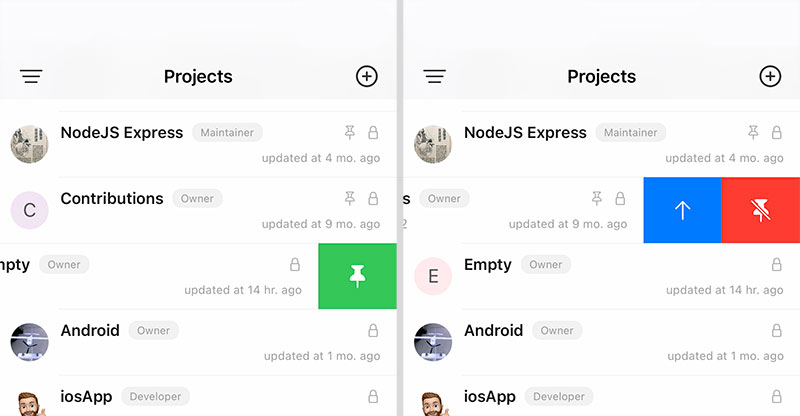 Projects
NodeJS Express Maintainer
updated at 4 mo. ago
C Contributions Owner
updated at 9 mo. ago
npty Owner
updated at 14 hr. ago
Android Owner
updated at 1 mo. ago
iosApp Developer
Projects
NodeJS Express Maintainer
updated at 4 mo. ago
s Owner
2 updated at 9 mo. ago
E Empty Owner
updated at 14 hr. ago
Android Owner
updated at 1 mo. ago
iosApp Developer